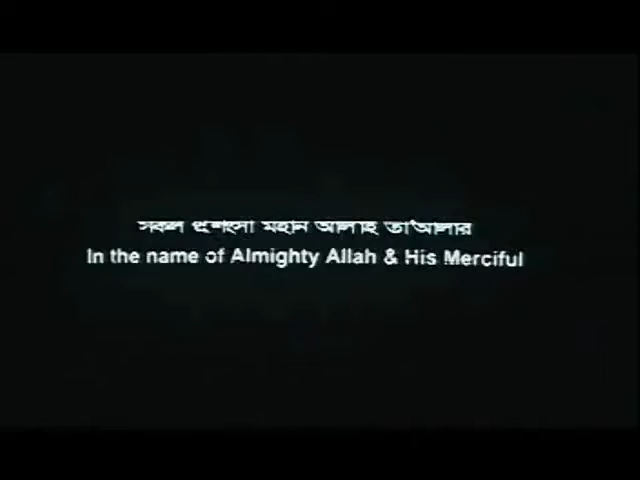 সকল প্রশংসা মহান আল্লাহ তা'আলার
In the name of Almighty Allah & His Merciful